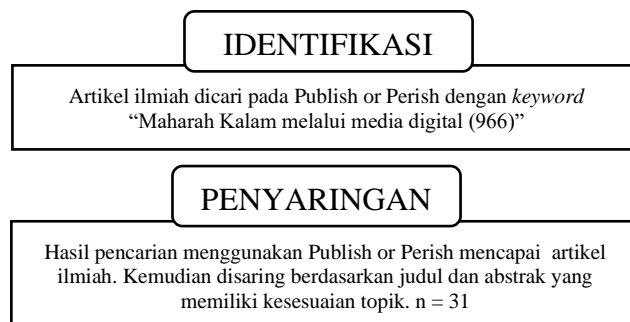 IDENTIFIKASI
Artikel ilmiah dicari pada Publish or Perish dengan keyword
“Maharah Kalam melalui media digital (966)”
PENYARINGAN
Hasil pencarian menggunakan Publish or Perish mencapai artikel
ilmiah. Kemudian disaring berdasarkan judul dan abstrak yang
memiliki kesesuaian topik. n = 31